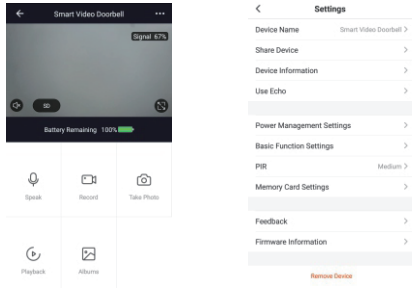 Smart Video Doorbell
Signal 67%
SD
Battery Remaining 100%
Speak
Record
Take Photo
Playback
Albums
Settings
Device Name Smart Video Doorbell
Share Device
Device Information
Use Echo
Power Management Settings
Basic Function Settings
PIR Medium
Memory Card Settings
Feedback
Firmware Information
Remove Device